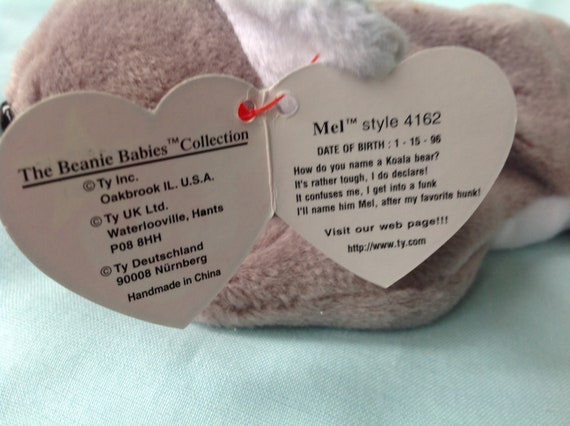 The Beanie Babies™Collection
©Ty Inc.
Oakbrook IL. U.S.A.
©Ty UK Ltd.
Waterlooville, Hants
P08 8HH
©Ty Deutschland
90008 Nürnberg
Handmade in China
Mel™ style 4162
DATE OF BIRTH : 1 - 15 - 96
How do you name a Koala bear?
It's rather tough, I do declare!
It confuses me, I get into a funk
I'll name him Mel, after my favorite hunk!
Visit our web page!!!
http://www.ty.com